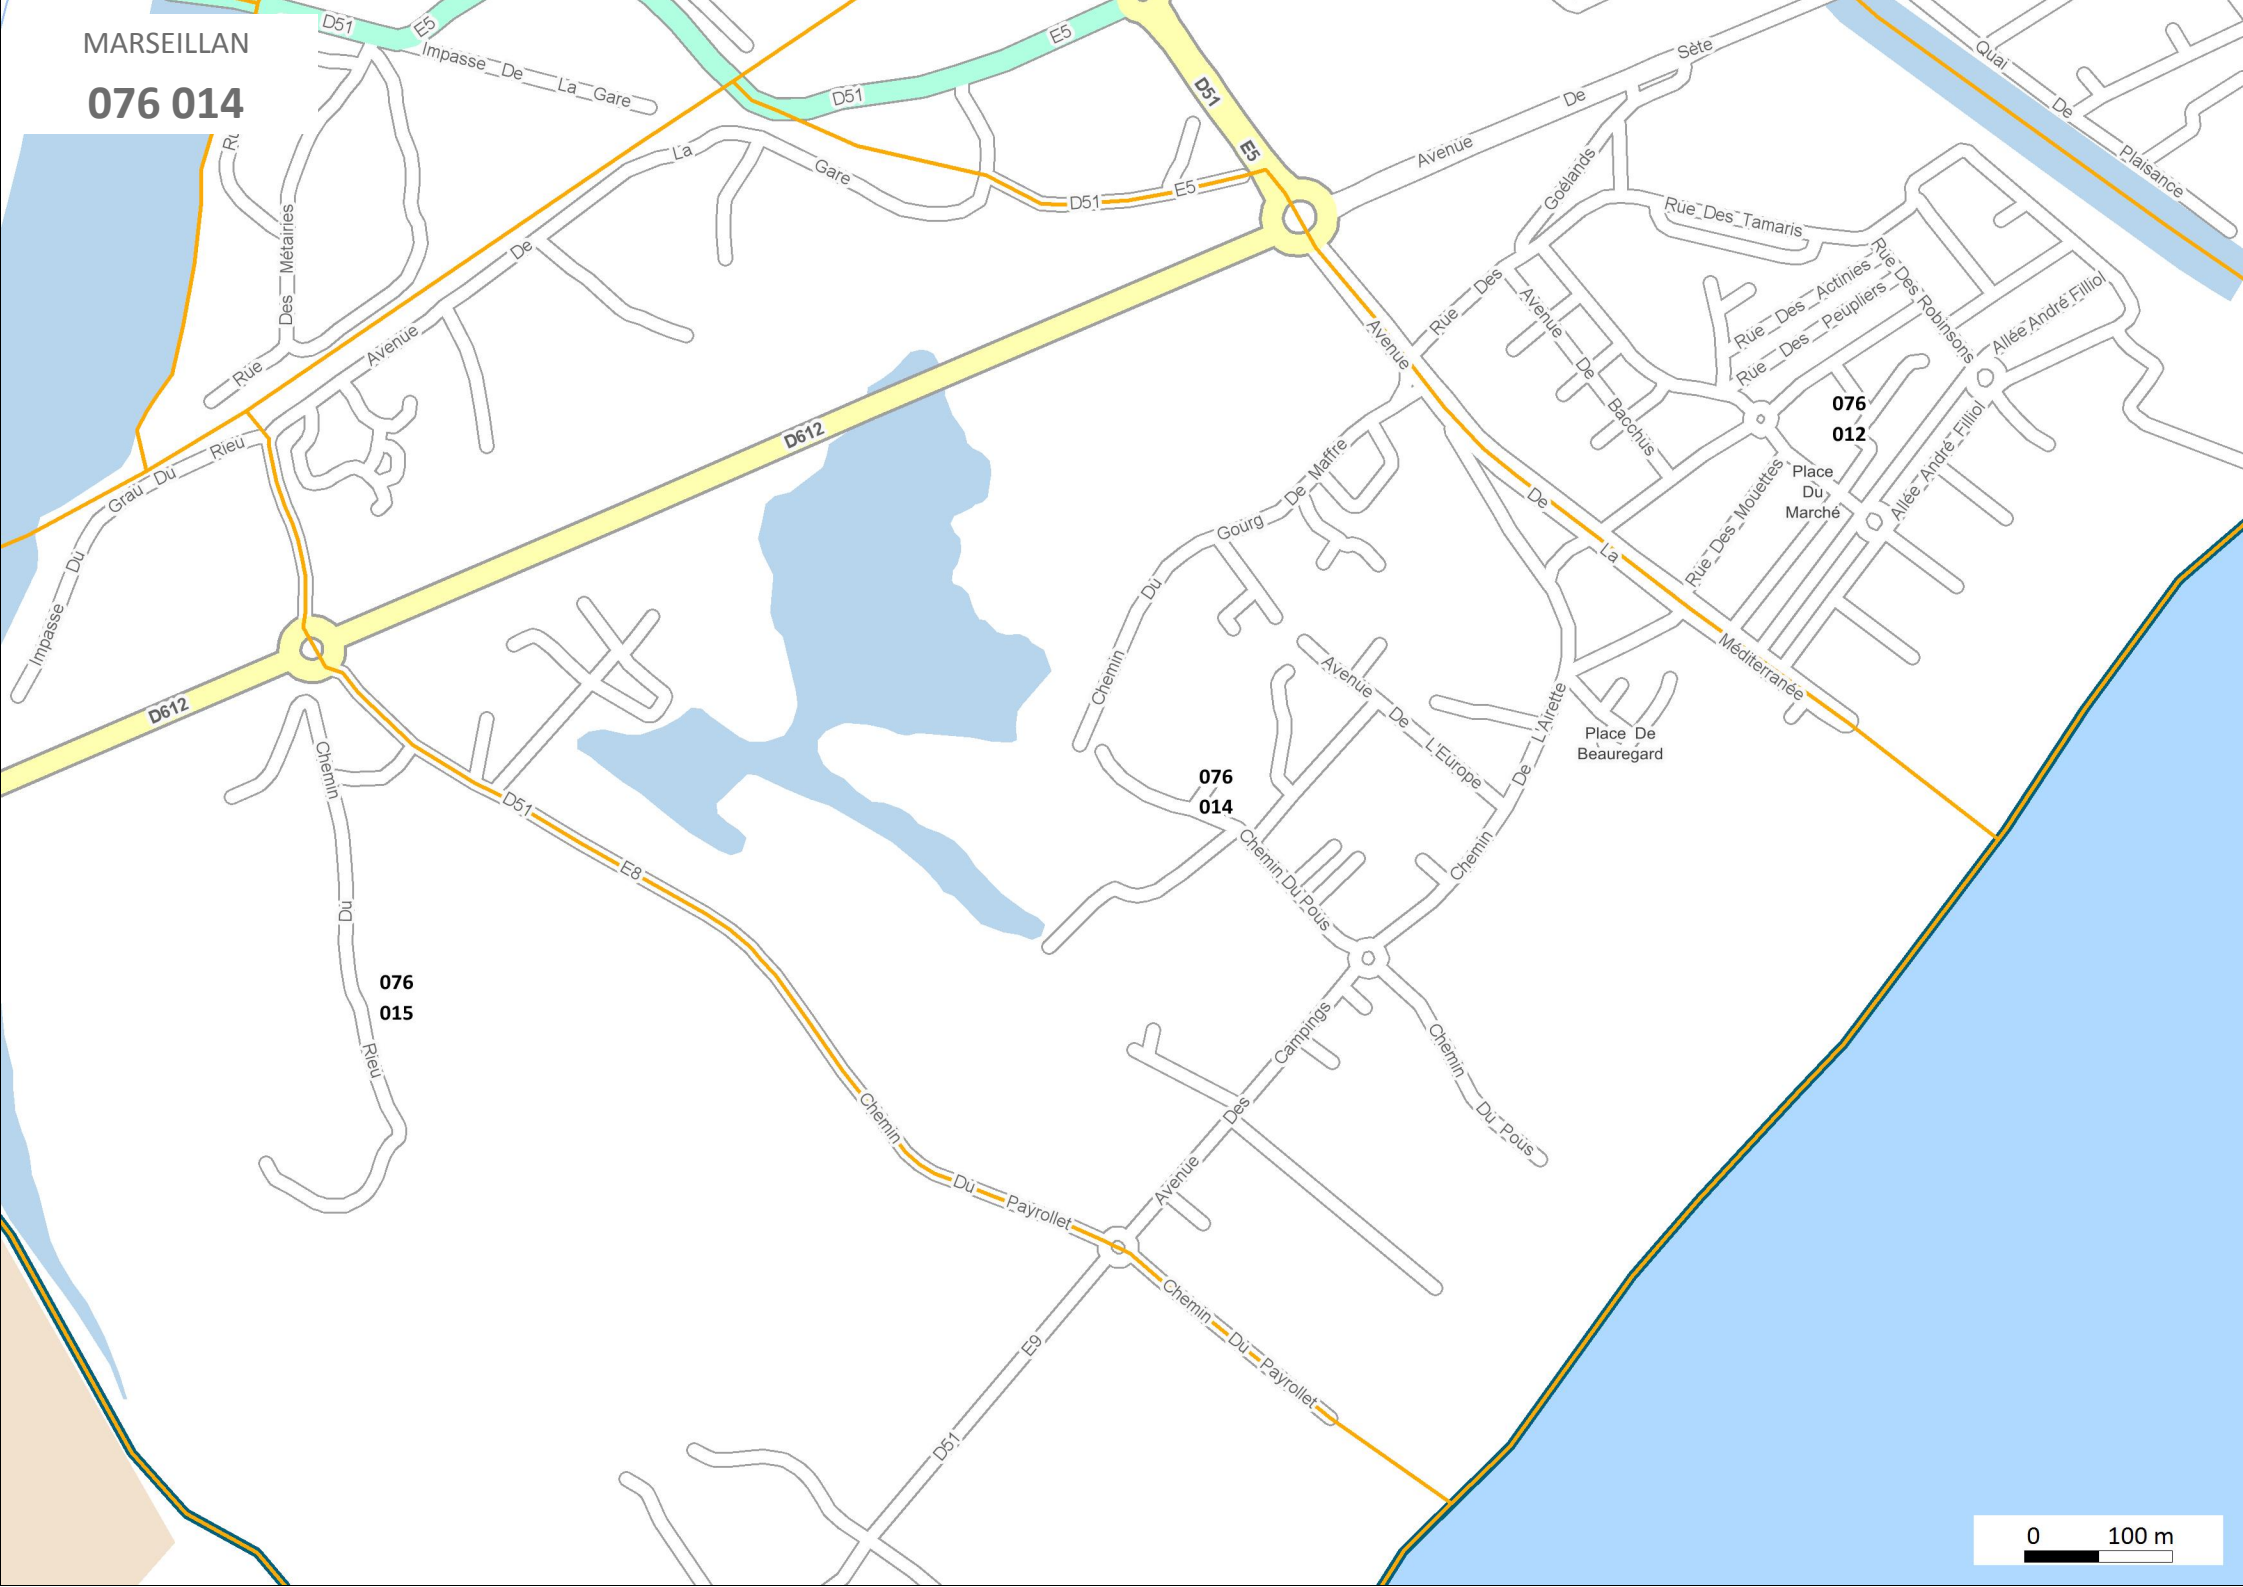 MARSEILLAN
076 014
D51
E5
Impasse De La Gare
D51
E5
D51
E5
Avenue De Sète
Quai De Plaisance
Des Métairies
Rue
Avenue De La Gare
D51
E5
Goélands
Rue Des
Rue Des Tamaris
Rue Des Actinies
Rue Des Peupliers
Rue Des Robinsons
Allée André Filliol
Allée André Filliol
Avenue De Bacchus
076
012
Place
Du
Marché
Rue Des Mouettes
Avenue De La Méditerranée
D612
Impasse Du Grau Du Rieu
Chemin Du Gourg De Maffre
D612
Avenue De L'Europe
Chemin De L'Airette
Place De
Beauregard
076
014
Chemin Du Pous
Chemin Du Rieu
D51
E8
076
015
Chemin Du Pous
Avenue Des Campings
Chemin Du Payrollet
Chemin Du Payrollet
E9
D51
0 100 m